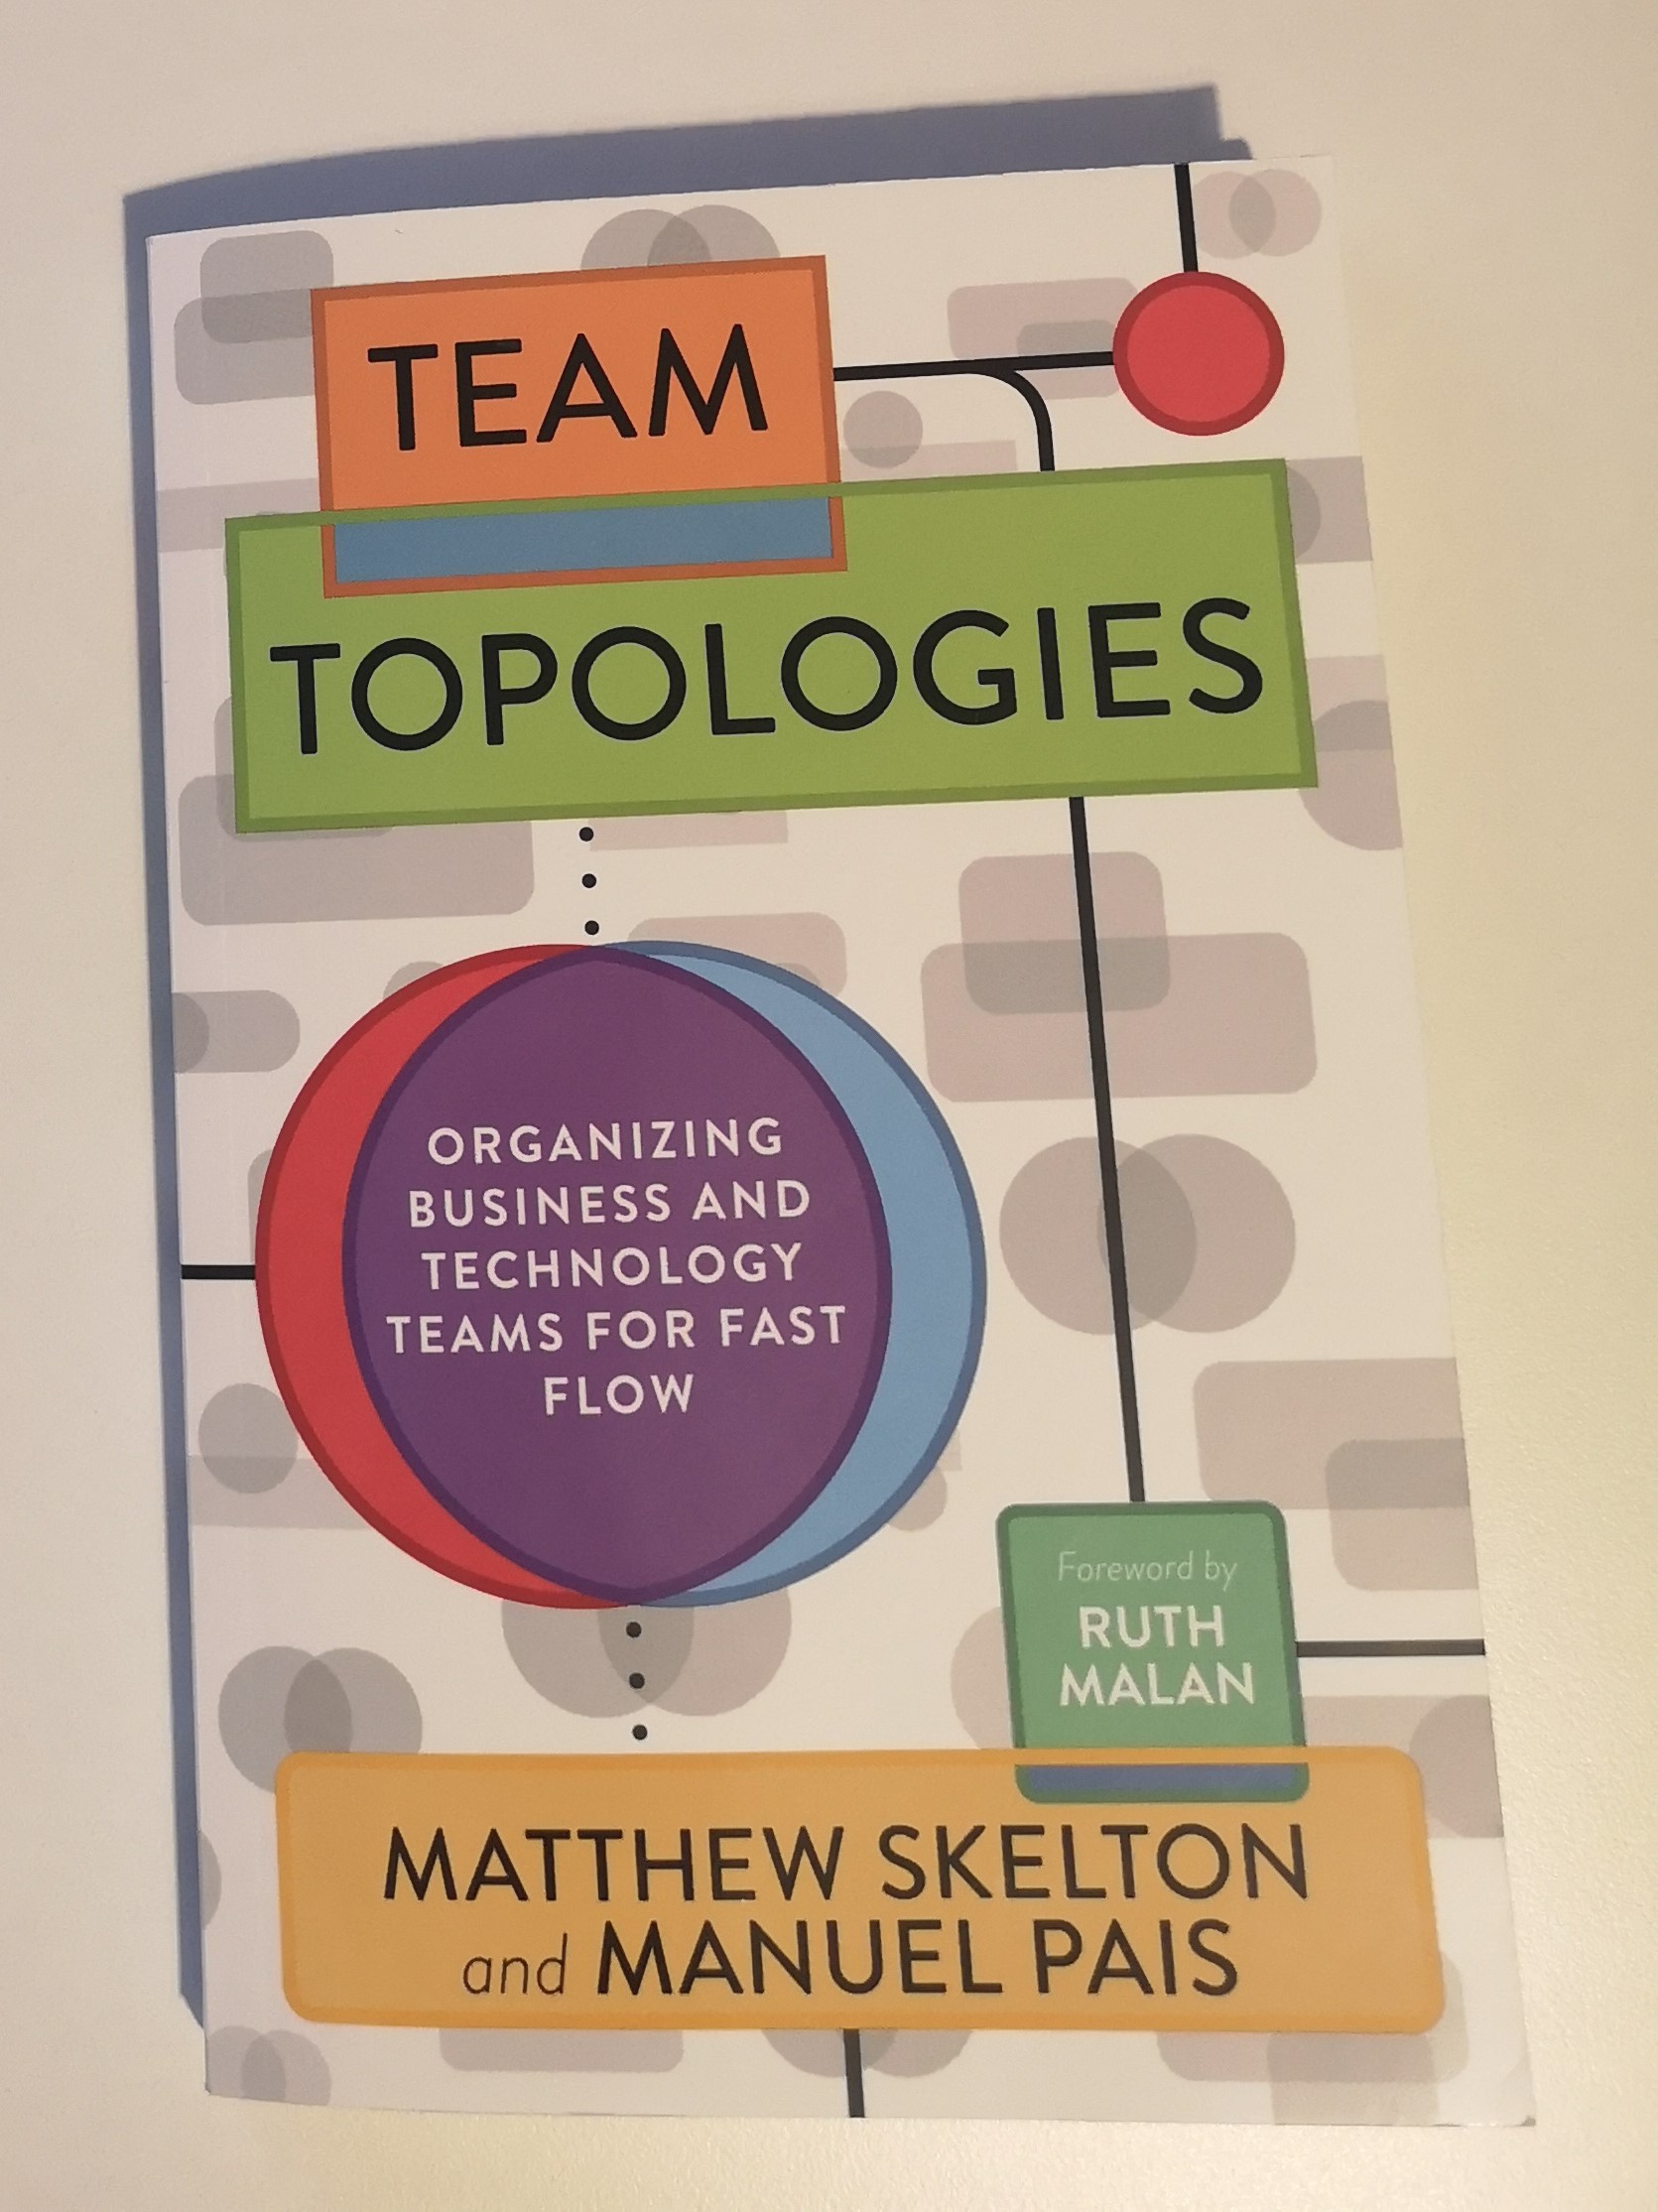 TEAM
TOPOLOGIES
ORGANIZING
BUSINESS AND
TECHNOLOGY
TEAMS FOR FAST
FLOW
Foreword by
RUTH
MALAN
MATTHEW SKELTON
and MANUEL PAIS